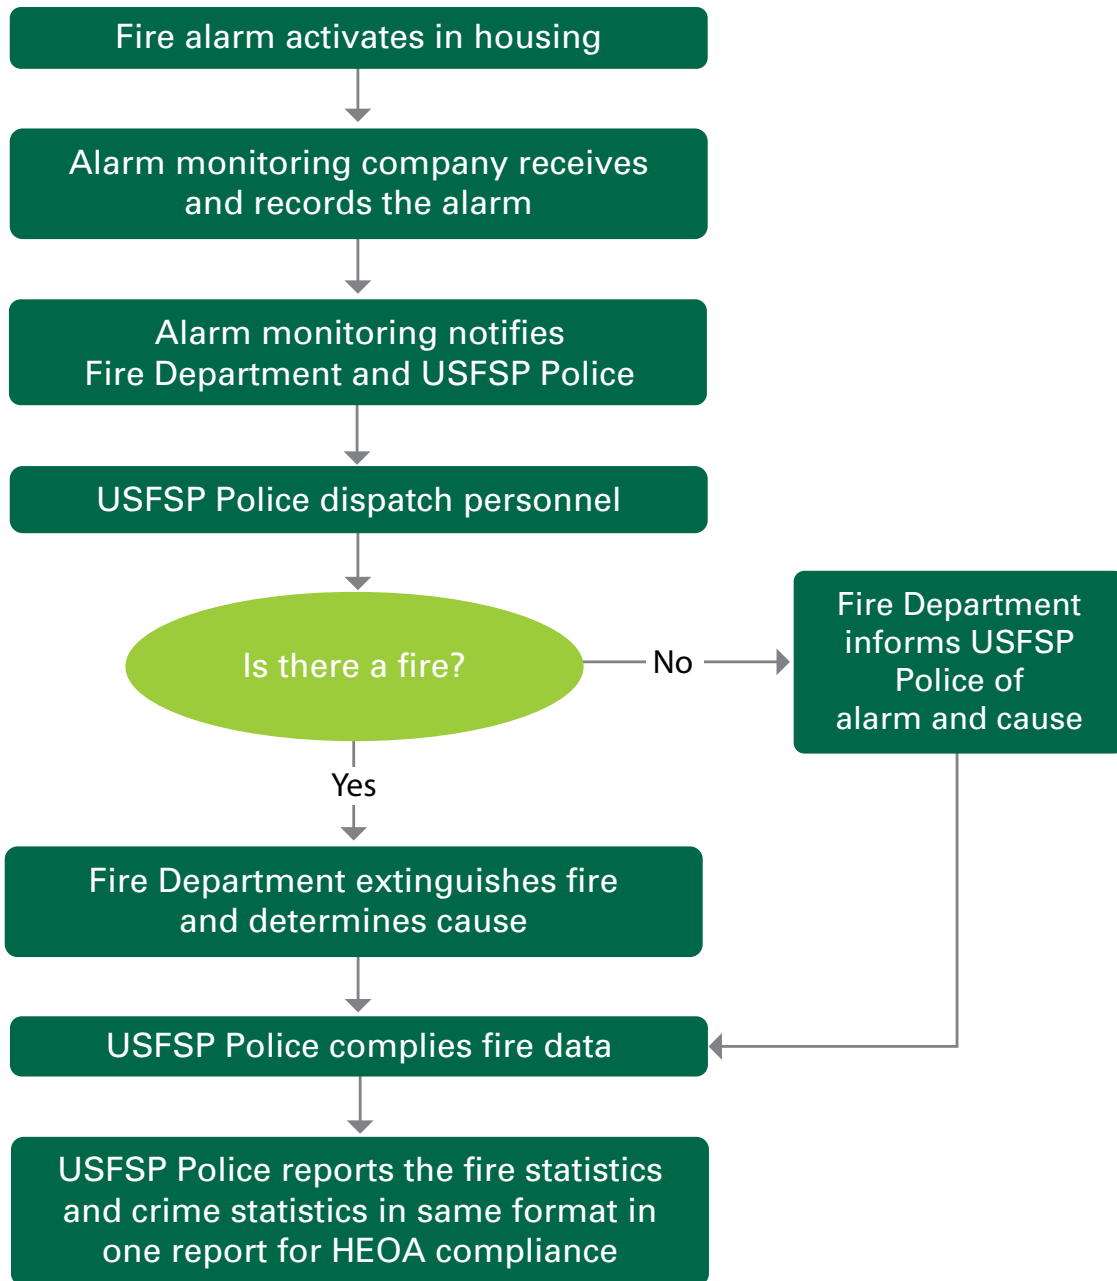 Fire alarm activates in housing
Alarm monitoring company receives
and records the alarm
Alarm monitoring notifies
Fire Department and USFSP Police
USFSP Police dispatch personnel
Is there a fire?
No
Fire Department
informs USFSP
Police of
alarm and cause
Yes
Fire Department extinguishes fire
and determines cause
USFSP Police complies fire data
USFSP Police reports the fire statistics
and crime statistics in same format in
one report for HEOA compliance